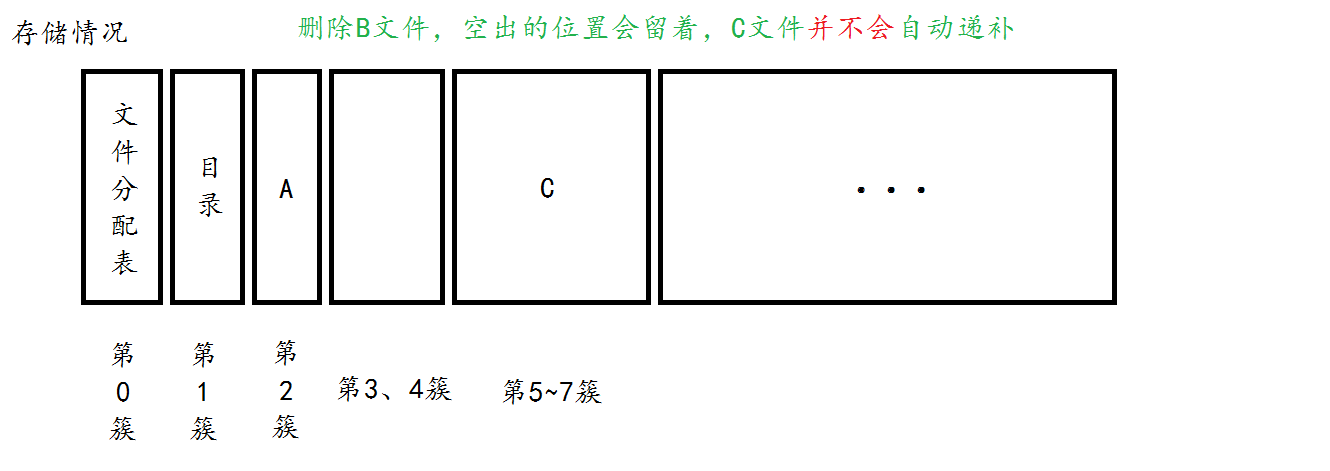 存储情况
删除B文件，空出的位置会留着，C文件并不会自动递补
文件分配表
目录
A
C
...
第0簇
第1簇
第2簇
第3、4簇
第5~7簇